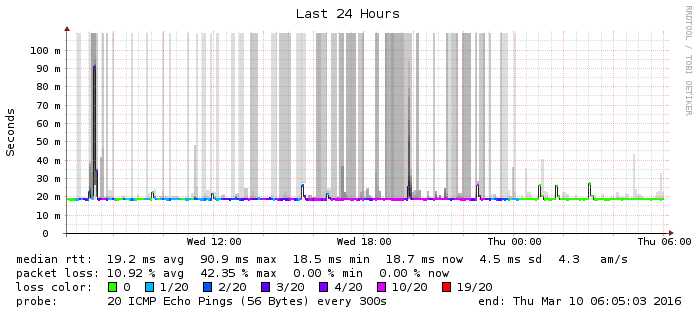 Last 24 Hours
RRDTOOL / TOBI OETIKER
Seconds
100 m
90 m
80 m
70 m
60 m
50 m
40 m
30 m
20 m
10 m
0
Wed 12:00 Wed 18:00 Thu 00:00 Thu 06:00
median rtt: 19.2 ms avg 90.9 ms max 18.5 ms min 18.7 ms now 4.5 ms sd 4.3 am/s
packet loss: 10.92 % avg 42.35 % max 0.00 % min 0.00 % now
loss color: 0 1/20 2/20 3/20 4/20 10/20 19/20
probe: 20 ICMP Echo Pings (56 Bytes) every 300s end: Thu Mar 10 06:05:03 2016